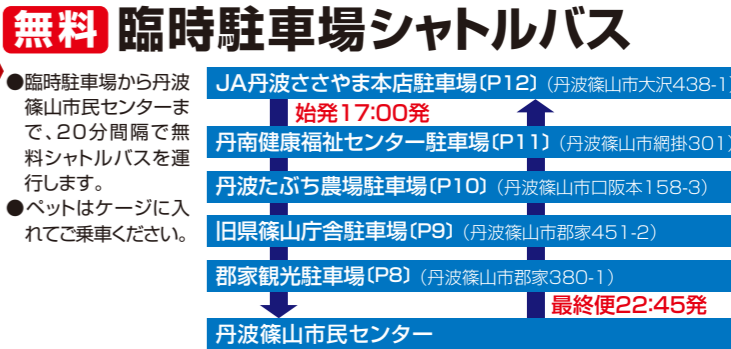 無料 臨時駐車場シャトルバス
●臨時駐車場から丹波
篠山市民センターま
で、20分間隔で無
料シャトルバスを運
行します。
●ペットはケージに入
れてご乗車ください。
JA丹波ささやま本店駐車場〔P12〕（丹波篠山市大沢438-1）
始発17:00発
丹南健康福祉センター駐車場〔P11〕（丹波篠山市網掛301）
丹波たぶち農場駐車場〔P10〕（丹波篠山市口阪本158-3）
旧県篠山庁舎駐車場〔P9〕（丹波篠山市郡家451-2）
郡家観光駐車場〔P8〕（丹波篠山市郡家380-1）
最終便22:45発
丹波篠山市民センター